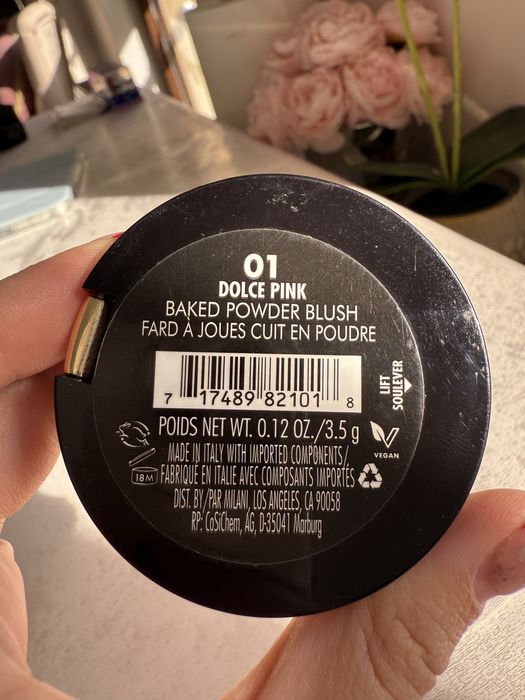 01
DOLCE PINK
BAKED POWDER BLUSH
FARD À JOUES CUIT EN POUDRE
LIFT
SOULEVER
7 17489 82101 8
POIDS NET WT. 0.12 OZ./3.5 g
VEGAN
MADE IN ITALY WITH IMPORTED COMPONENTS/
18M
FABRIQUÉ EN ITALIE AVEC COMPOSANTS IMPORTÉS
DIST. BY/PAR MILANI, LOS ANGELES, CA 90058
RP: CoSiChem, AG, D-35041 Marburg